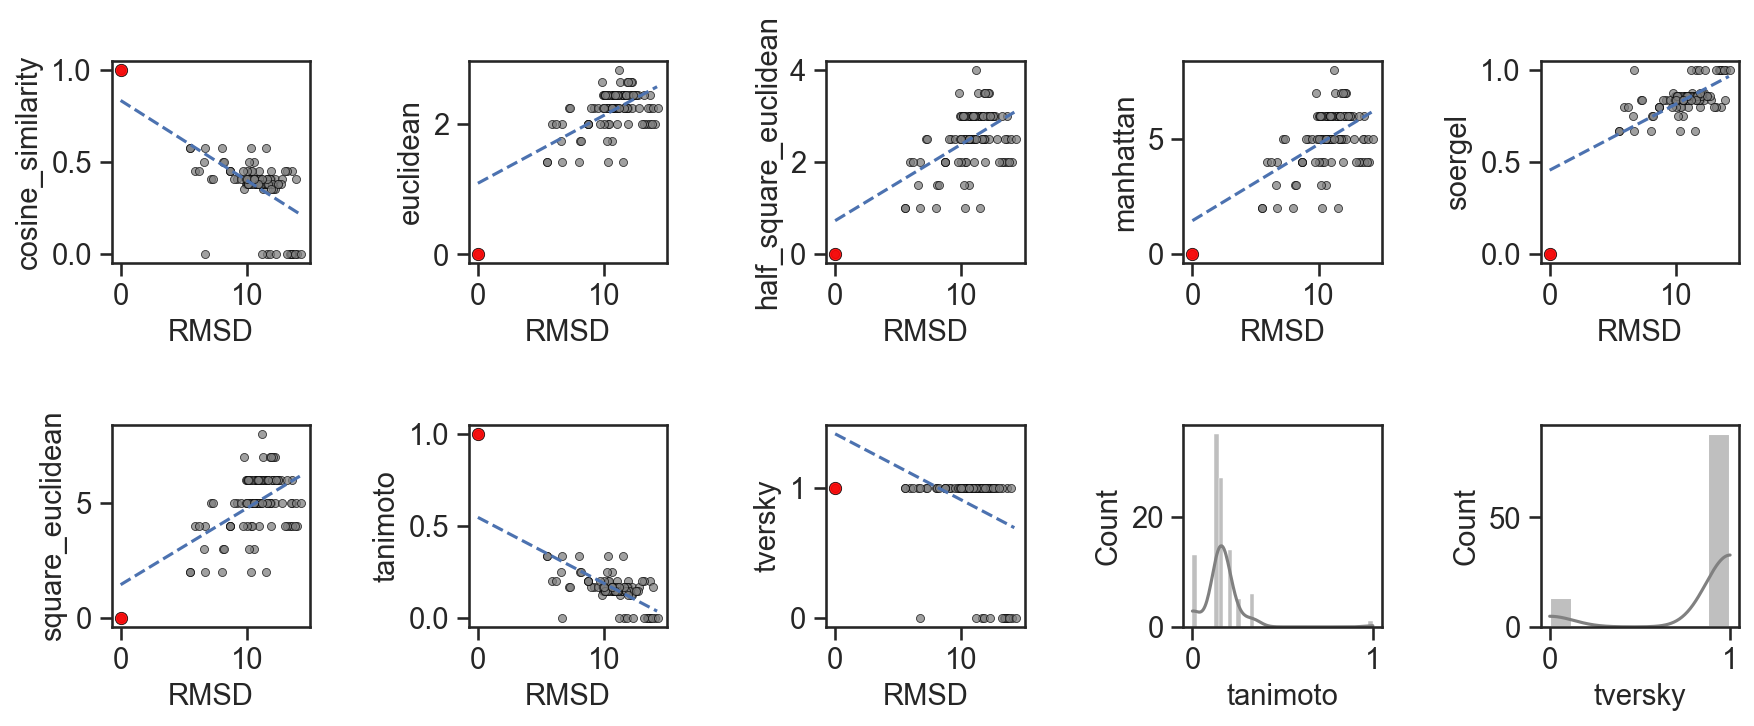 cosine_similarity
1.0
0.5
0.0
0 10
RMSD
euclidean
2
0
0 10
RMSD
half_square_euclidean
4
2
0
0 10
RMSD
manhattan
5
0
0 10
RMSD
soergel
1.0
0.5
0.0
0 10
RMSD
square_euclidean
5
0
0 10
RMSD
tanimoto
1.0
0.5
0.0
0 10
RMSD
tversky
1
0
0 10
RMSD
Count
20
0
0 1
tanimoto
Count
50
0
0 1
tversky